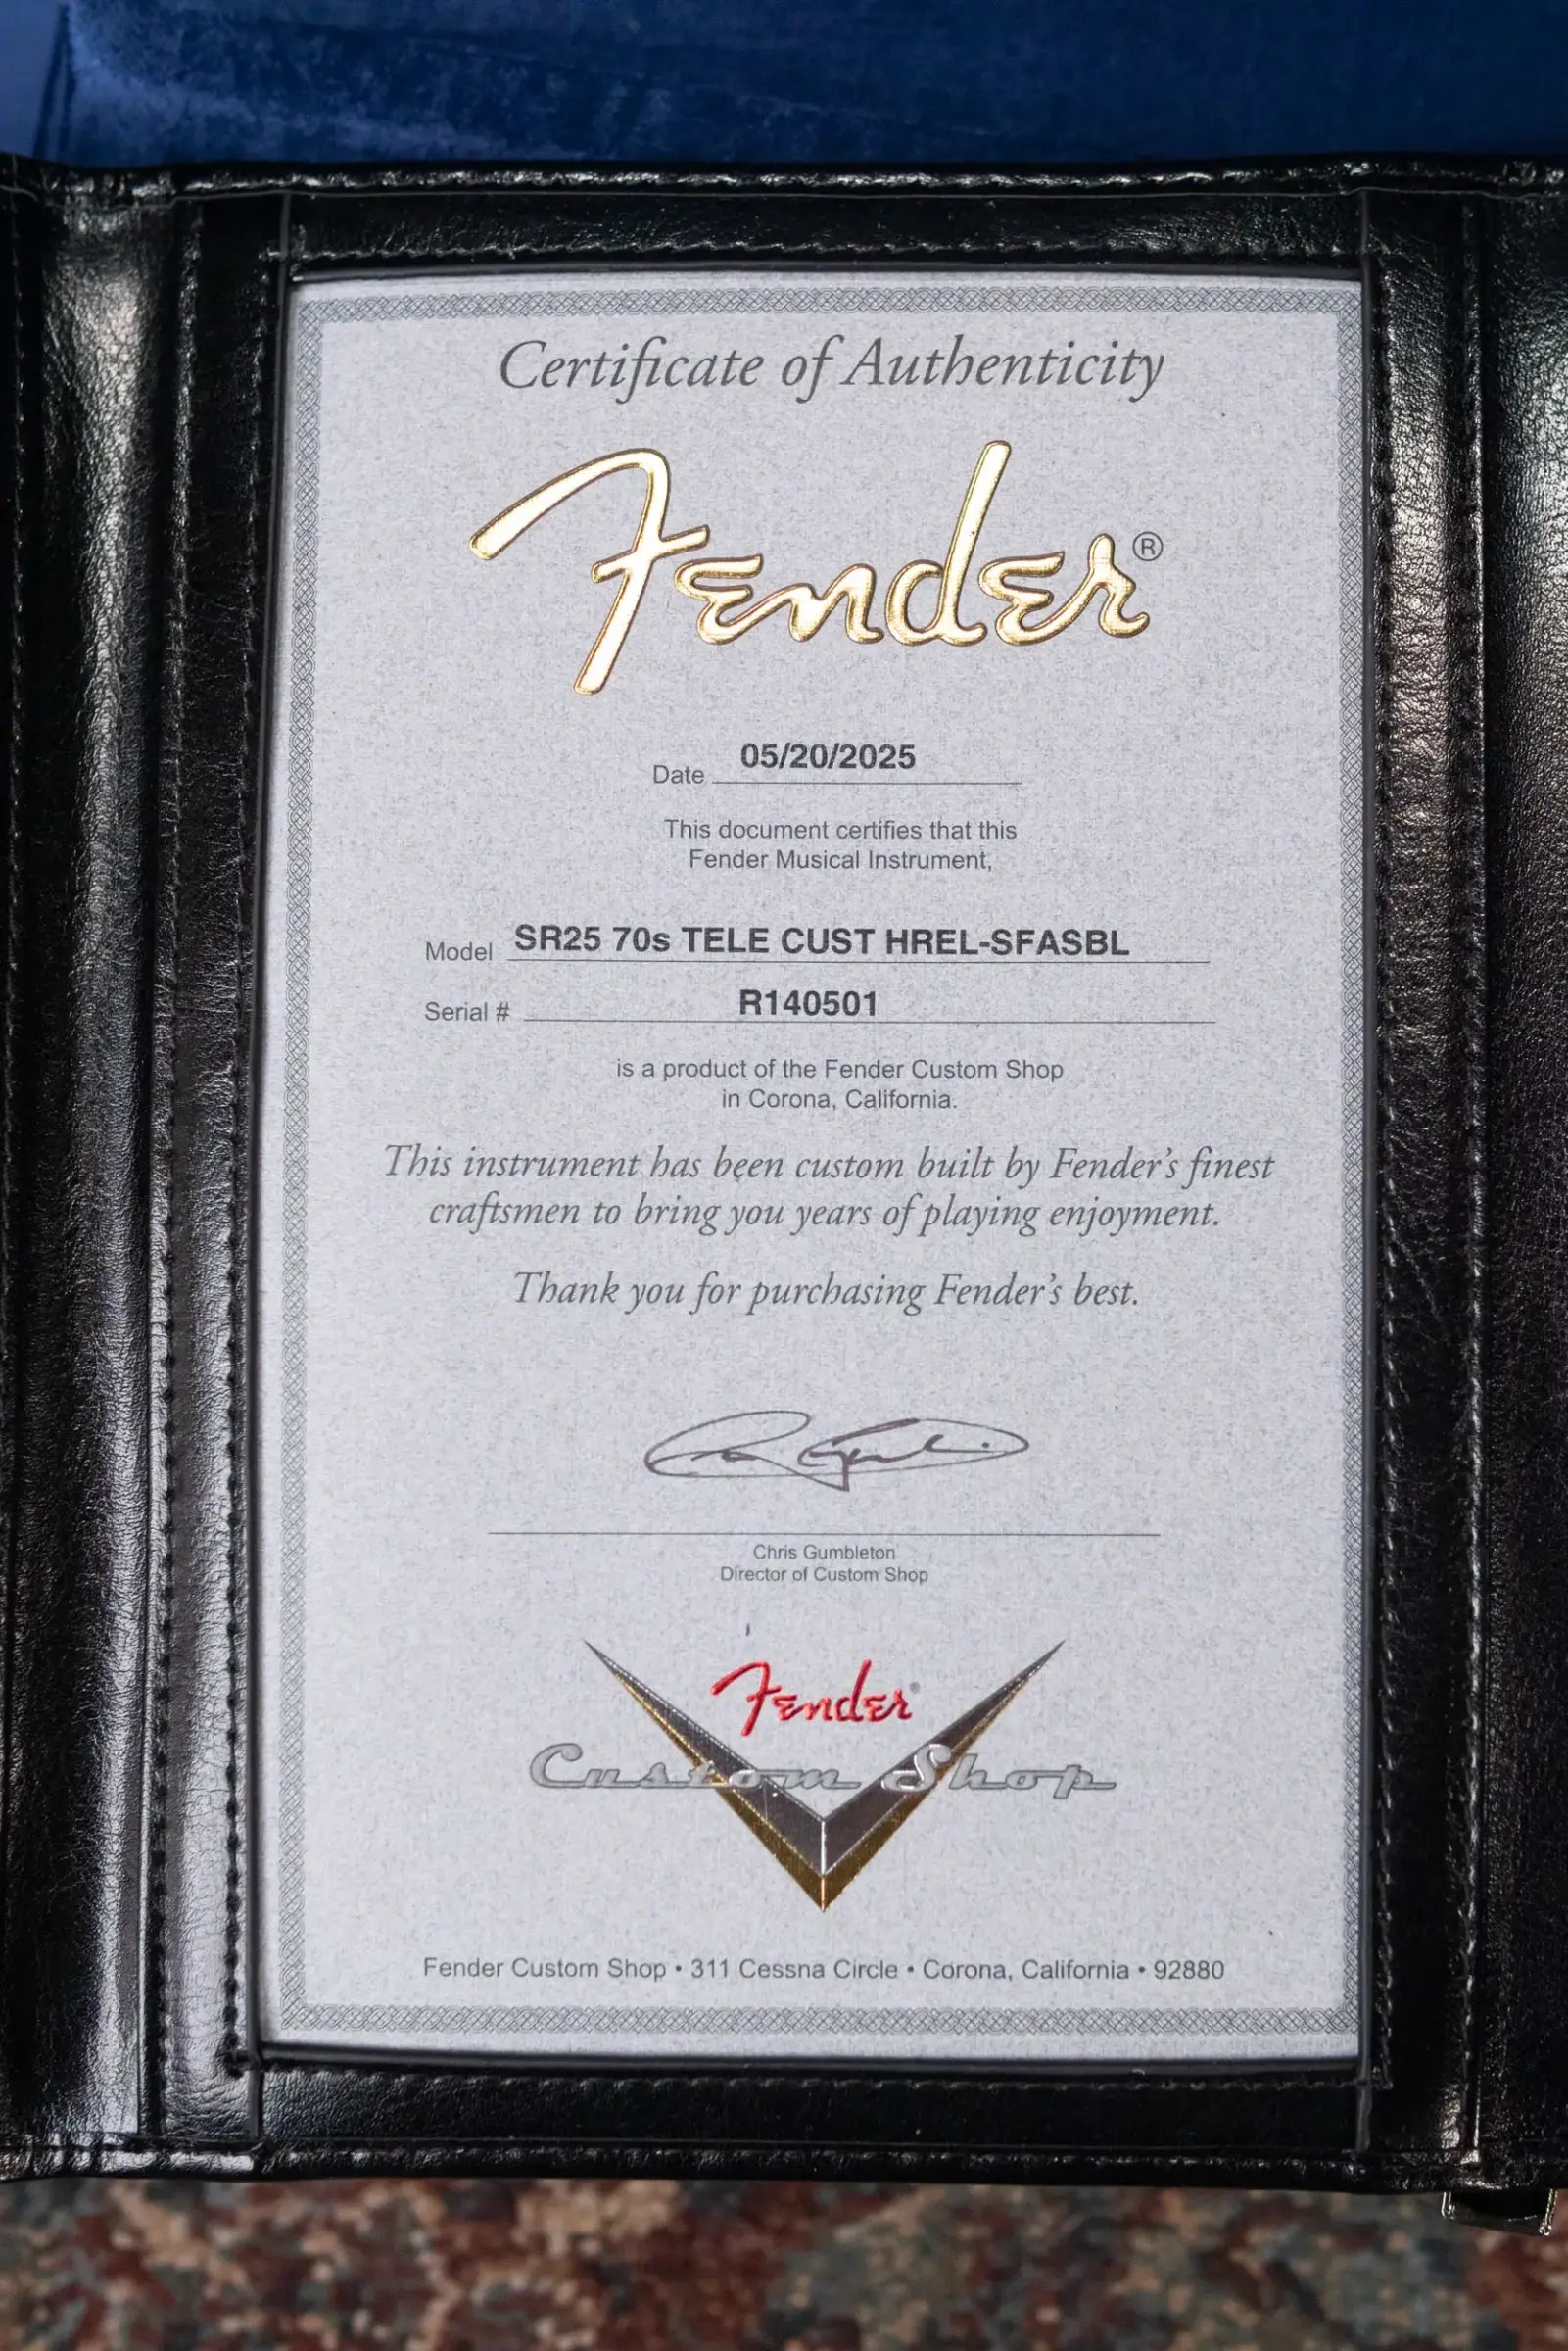 Certificate of Authenticity
Fender®
Date 05/20/2025
This document certifies that this
Fender Musical Instrument,
Model SR25 70s TELE CUST HREL-SFASBL
Serial # R140501
is a product of the Fender Custom Shop
in Corona, California.
This instrument has been custom built by Fender's finest
craftsmen to bring you years of playing enjoyment.
Thank you for purchasing Fender's best.
Chris Gumbleton
Director of Custom Shop
Fender
Custom Shop
Fender Custom Shop • 311 Cessna Circle • Corona, California • 92880